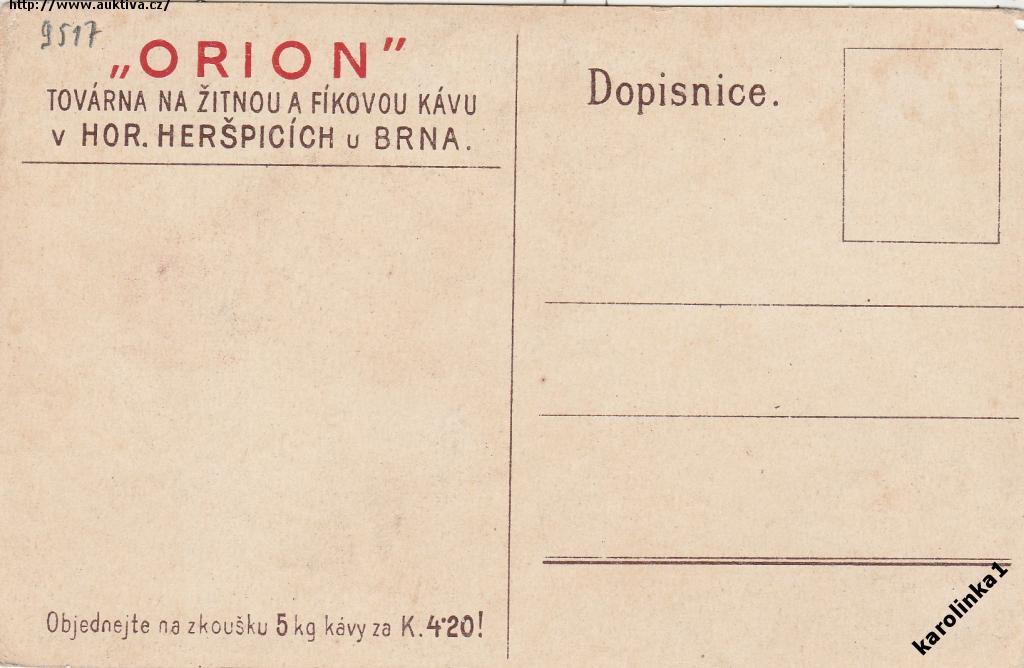 http://www.auktiva.cz/
9517
„ORION”
TOVÁRNA NA ŽITNOU A FÍKOVOU KÁVU
v HOR. HERŠPICÍCH u BRNA.
Dopisnice.
Objednejte na zkoušku 5 kg kávy za K. 4·20!
karolinka1